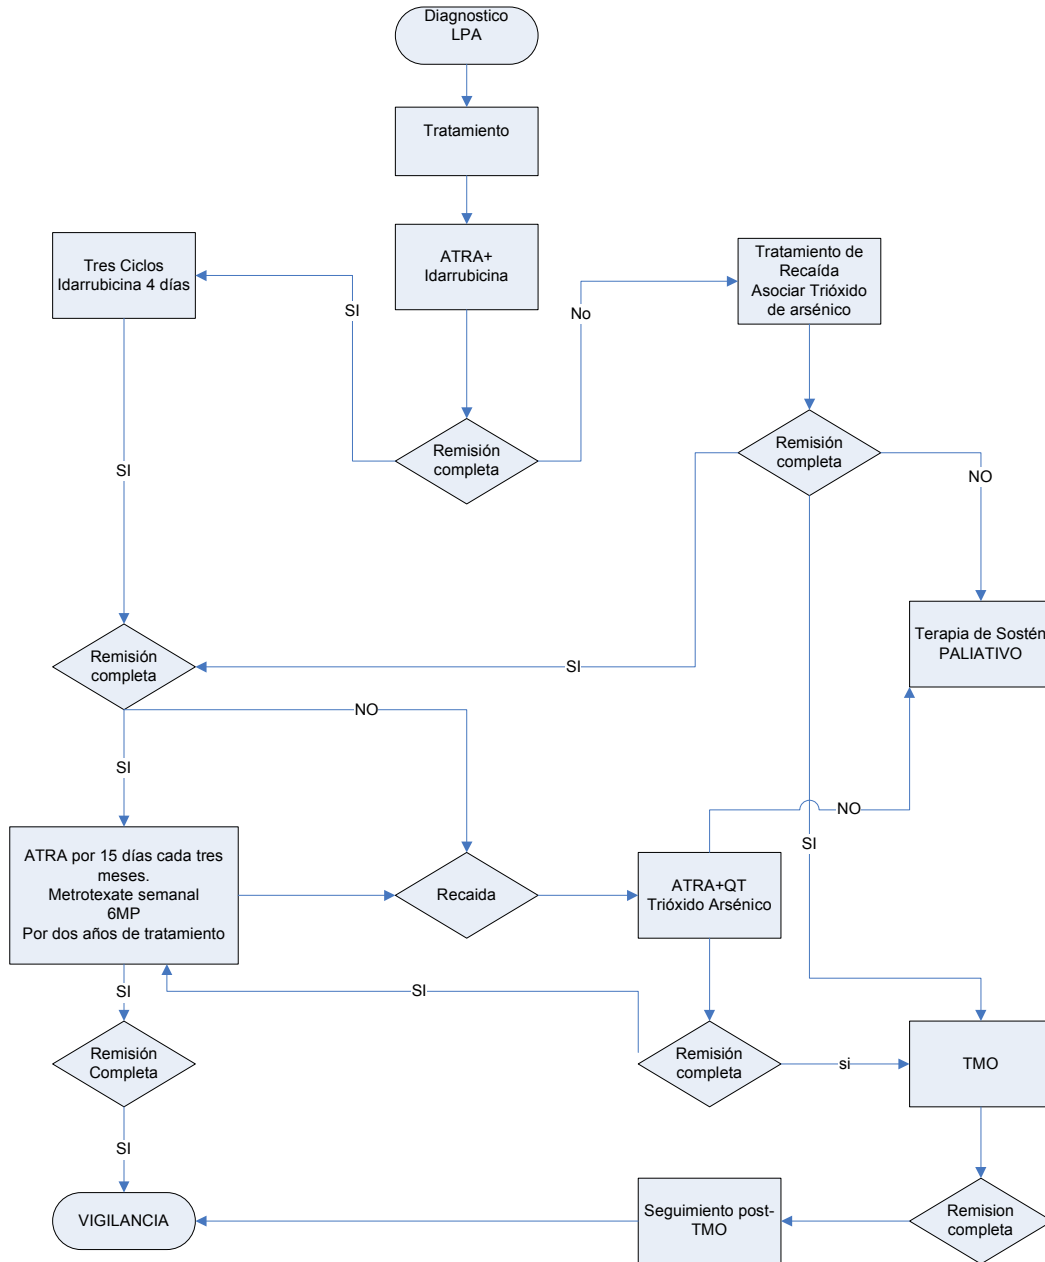 Diagnostico
LPA
Tratamiento
ATRA+
Idarrubicina
Tres Ciclos
Idarrubicina 4 días
Tratamiento de
Recaída
Asociar Trióxido
de arsénico
SI
No
Remisión
completa
Remisión
completa
NO
SI
Terapia de Sostén
PALIATIVO
Remisión
completa
SI
NO
SI
NO
SI
ATRA por 15 días cada tres
meses.
Metrotexate semanal
6MP
Por dos años de tratamiento
Recaida
ATRA+QT
Trióxido Arsénico
SI
SI
Remisión
Completa
Remisión
completa
si
TMO
SI
VIGILANCIA
Seguimiento post-
TMO
Remision
completa